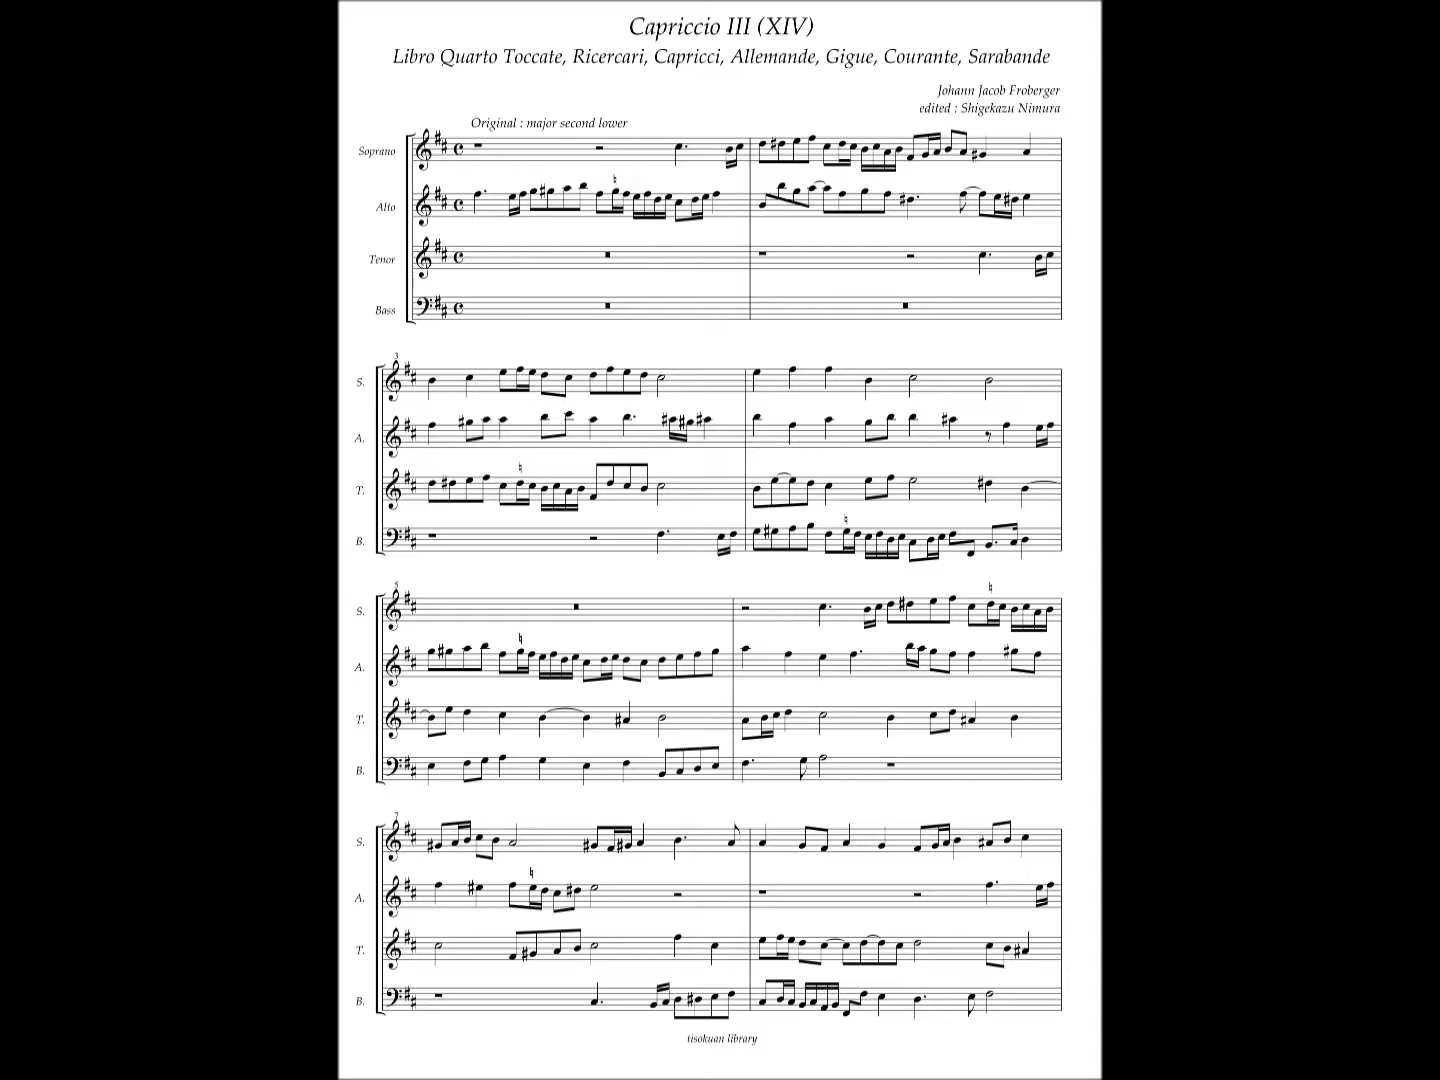 Capriccio III (XIV)
Libro Quarto Toccate, Ricercari, Capricci, Allemande, Gigue, Courante, Sarabande
Johann Jacob Froberger
edited : Shigekazu Nimura
Original : major second lower
Soprano
Alto
Tenor
Bass
3
S.
A.
T.
B.
5
S.
A.
T.
B.
7
S.
A.
T.
B.
tisokuan library